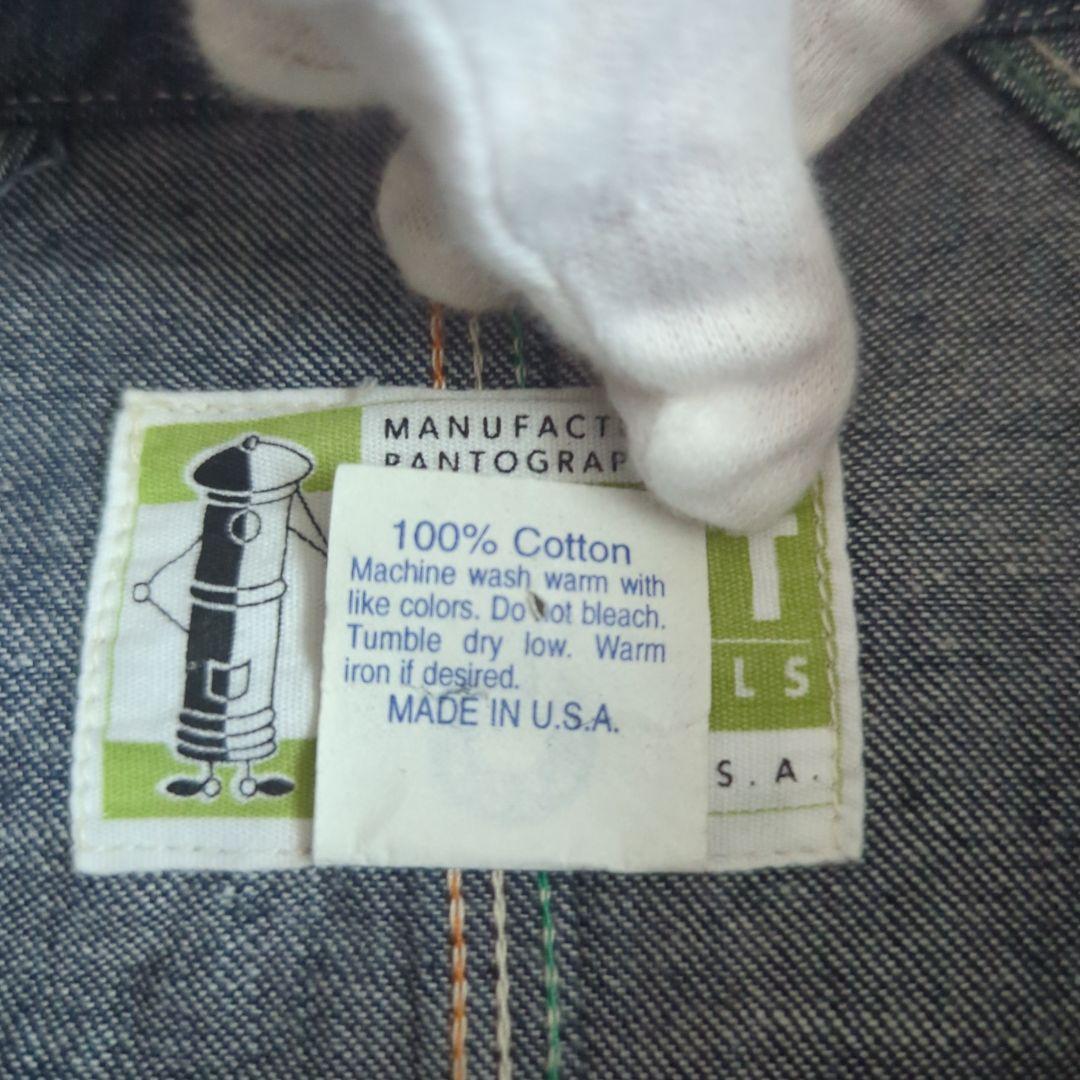 MANUFACT
PANTOGRAP
100% Cotton
Machine wash warm with
like colors. Do not bleach.
Tumble dry low. Warm
iron if desired.
MADE IN U.S.A.
T
LS
S.A.